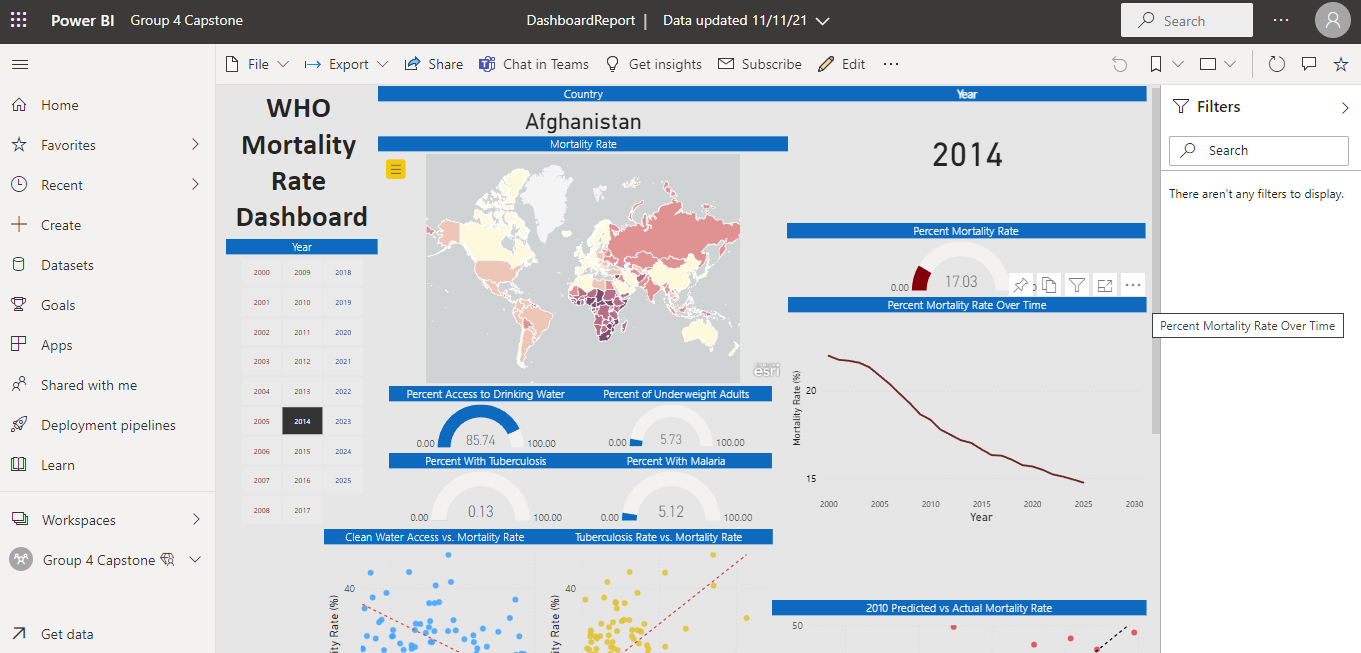 Power BI Group 4 Capstone
DashboardReport | Data updated 11/11/21
Search
File Export Share Chat in Teams Get insights Subscribe Edit
Home
Favorites
Recent
Create
Datasets
Goals
Apps
Shared with me
Deployment pipelines
Learn
Workspaces
Group 4 Capstone
Get data
WHO
Mortality
Rate
Dashboard
Year
2000 2009 2018
2001 2010 2019
2002 2011 2020
2003 2012 2021
2004 2013 2022
2005 2014 2023
2006 2015 2024
2007 2016 2025
2008 2017
Country
Afghanistan
Mortality Rate
esri
Year
2014
Percent Mortality Rate
0.00 17.03
Percent Mortality Rate Over Time
Mortality Rate (%)
20
15
2000 2005 2010 2015 2020 2025 2030
Year
Percent Access to Drinking Water
0.00 85.74 100.00
Percent of Underweight Adults
0.00 5.73 100.00
Percent With Tuberculosis
0.00 0.13 100.00
Percent With Malaria
0.00 5.12 100.00
Clean Water Access vs. Mortality Rate
40
ity Rate (%)
Tuberculosis Rate vs. Mortality Rate
40
ity Rate (%)
2010 Predicted vs Actual Mortality Rate
50
Filters
Search
There aren't any filters to display.
Percent Mortality Rate Over Time